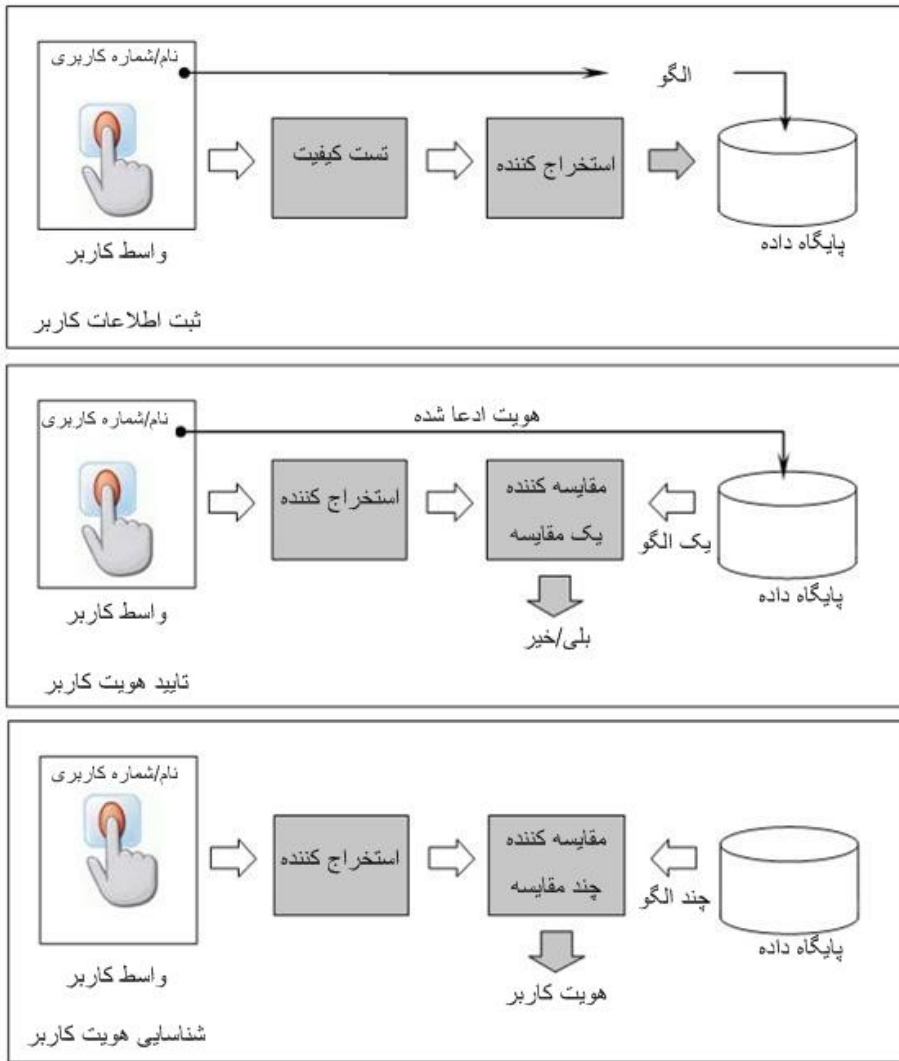 نام/شماره کاربری
الگو
تست کیفیت
استخراج کننده
واسط کاربر
پایگاه داده
ثبت اطلاعات کاربر
نام/شماره کاربری
هویت ادعا شده
استخراج کننده
مقایسه کننده
یک مقایسه
یک الگو
واسط کاربر
پایگاه داده
بلی/خیر
تایید هویت کاربر
نام/شماره کاربری
استخراج کننده
مقایسه کننده
چند مقایسه
چند الگو
واسط کاربر
پایگاه داده
هویت کاربر
شناسایی هویت کاربر